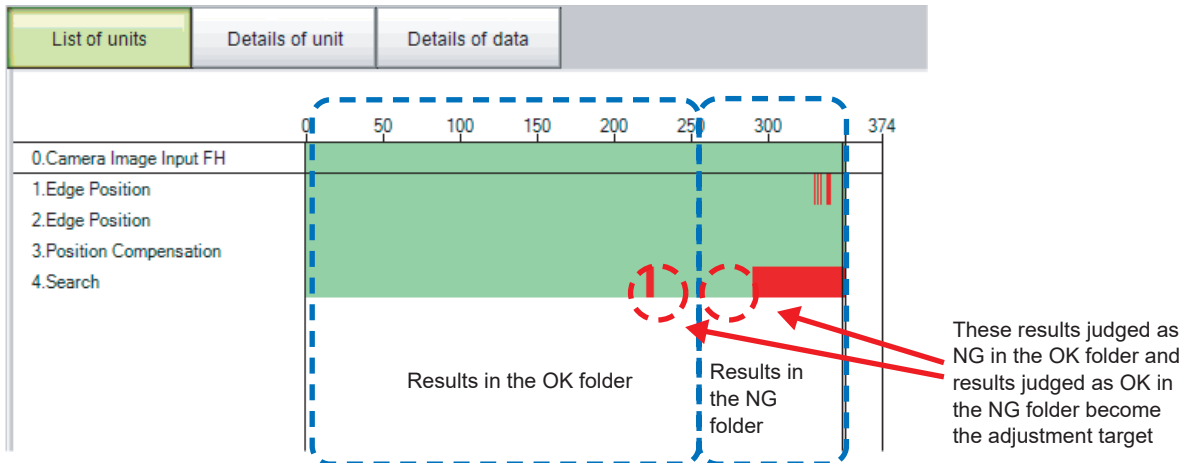 List of units
Details of unit
Details of data
0 50 100 150 200 250 300 374
0.Camera Image Input FH
1.Edge Position
2.Edge Position
3.Position Compensation
4.Search
Results in the OK folder
Results in
the NG
folder
These results judged as
NG in the OK folder and
results judged as OK in
the NG folder become
the adjustment target